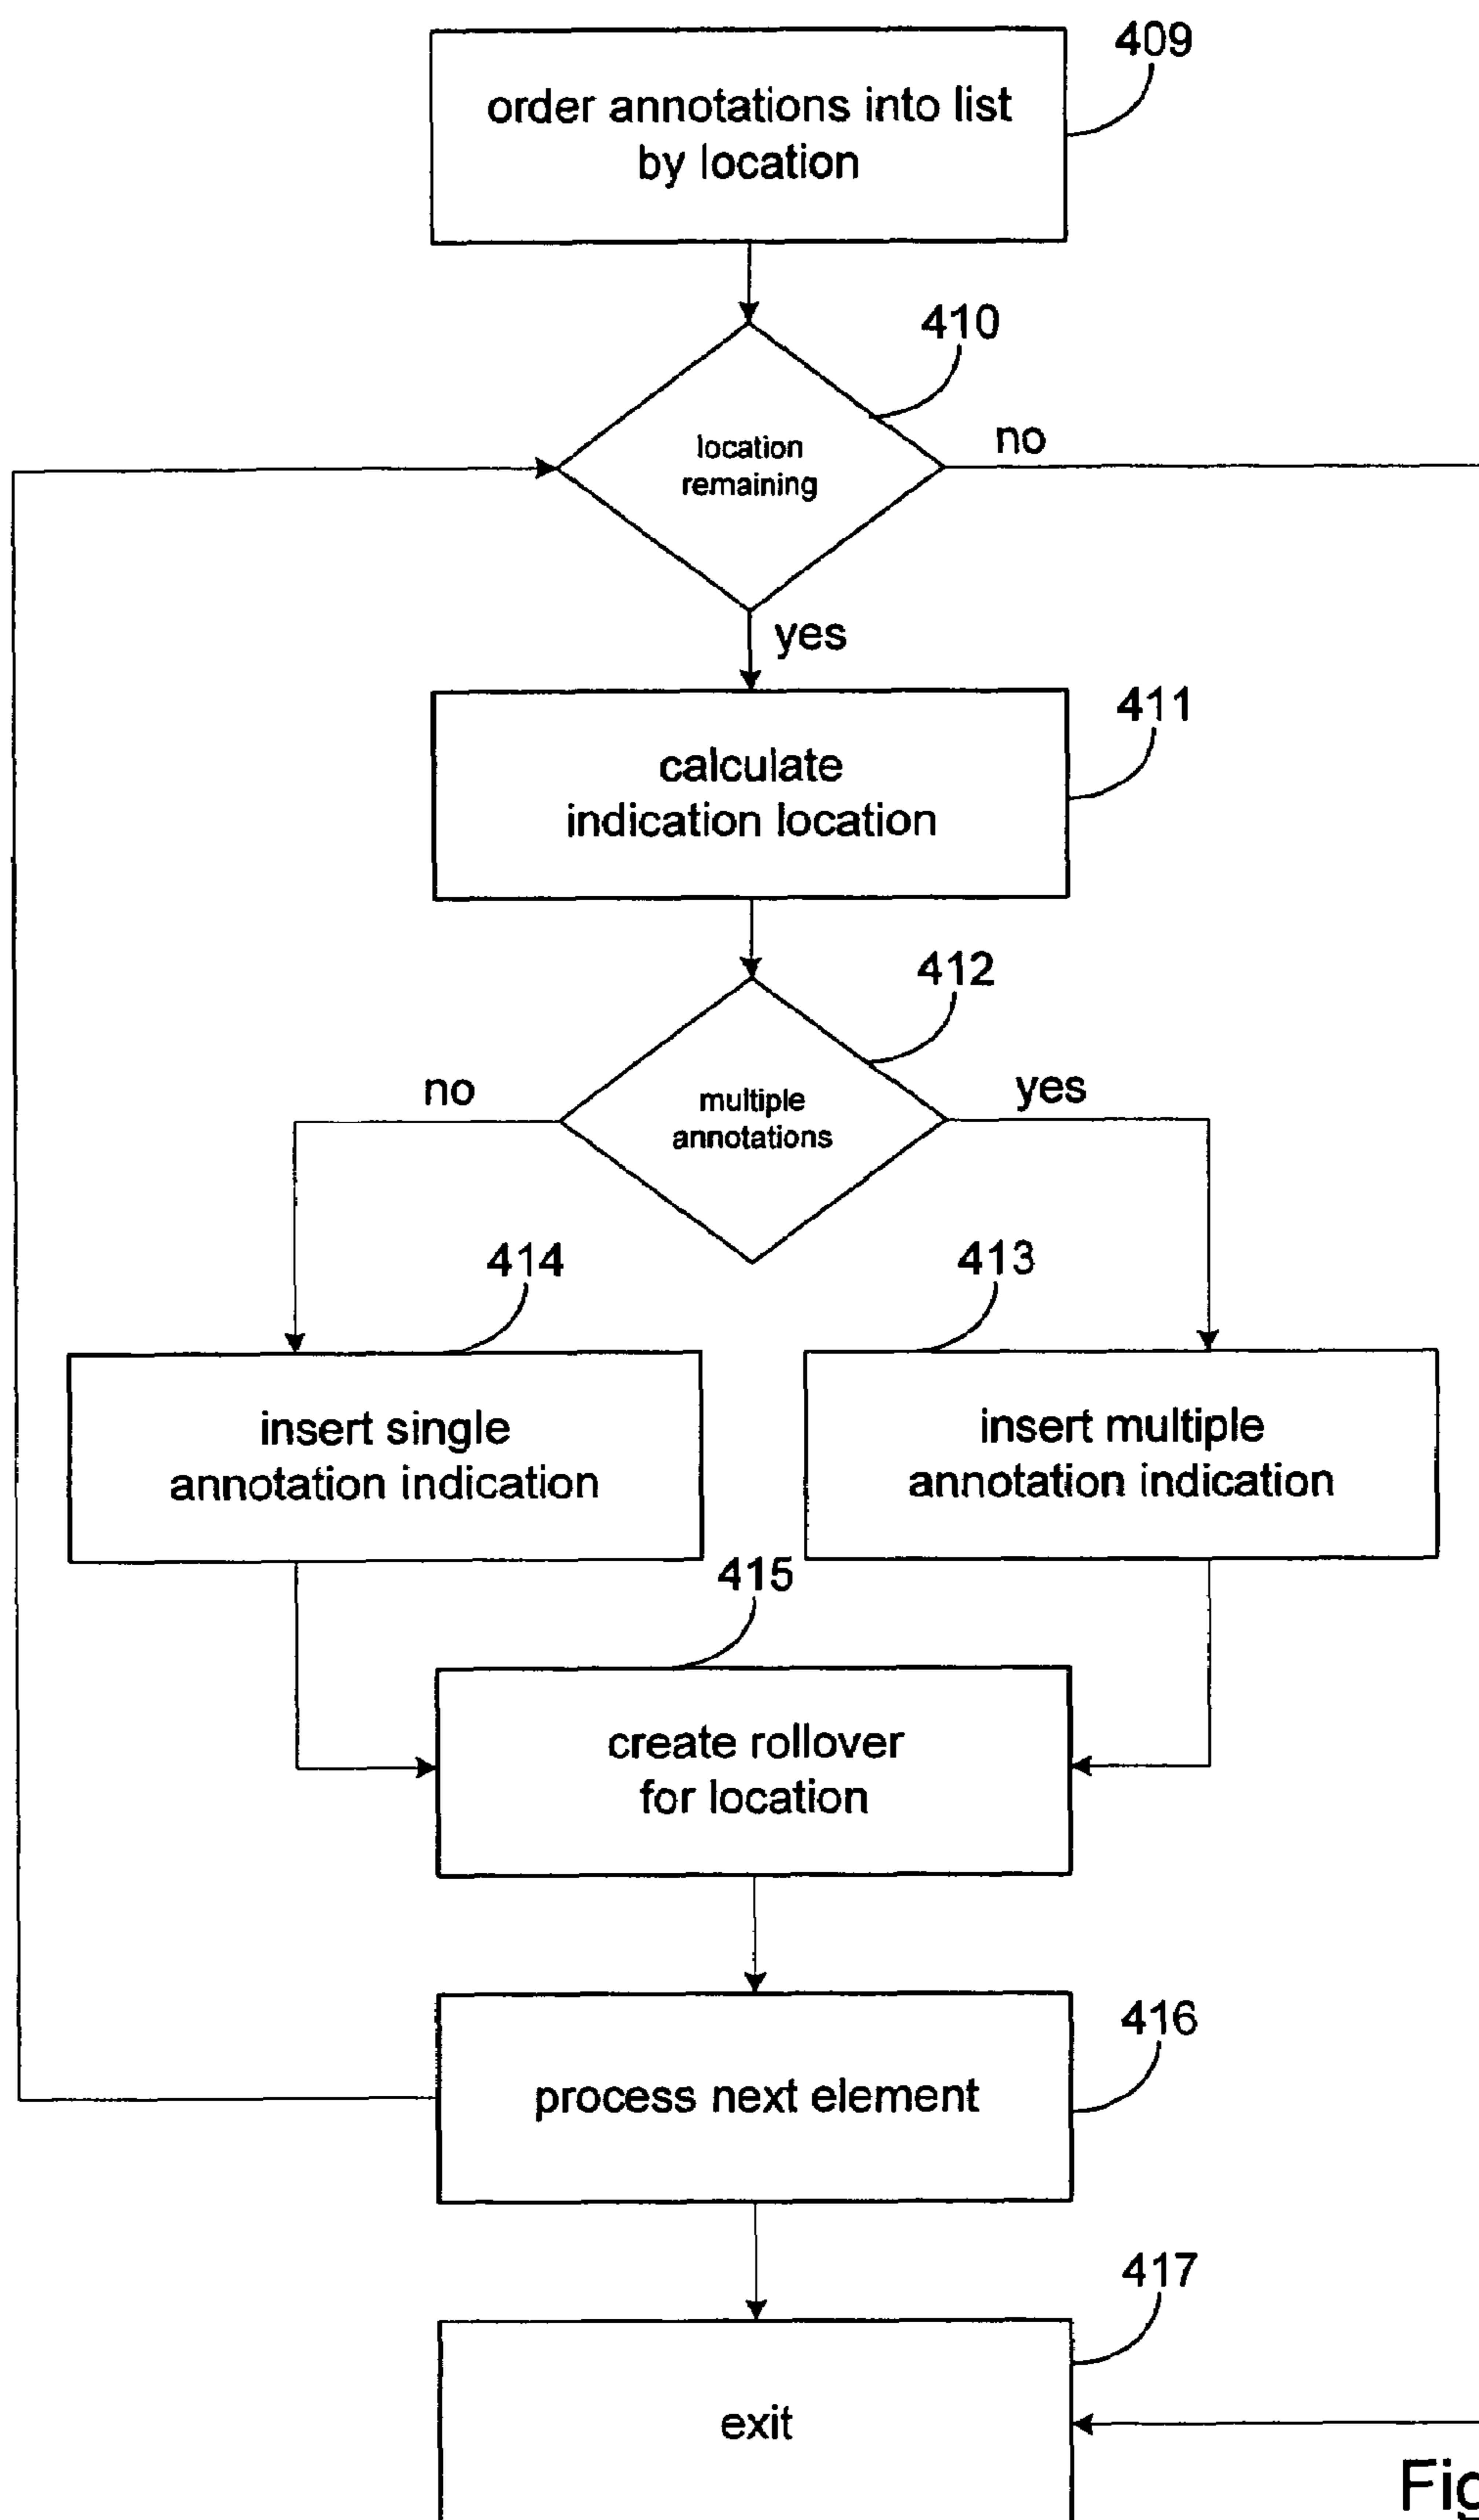 409
order annotations into list
by location
410
location
remaining
no
yes
411
calculate
indication location
412
multiple
annotations
no
yes
414
413
insert single
annotation indication
insert multiple
annotation indication
415
create rollover
for location
416
process next element
417
exit